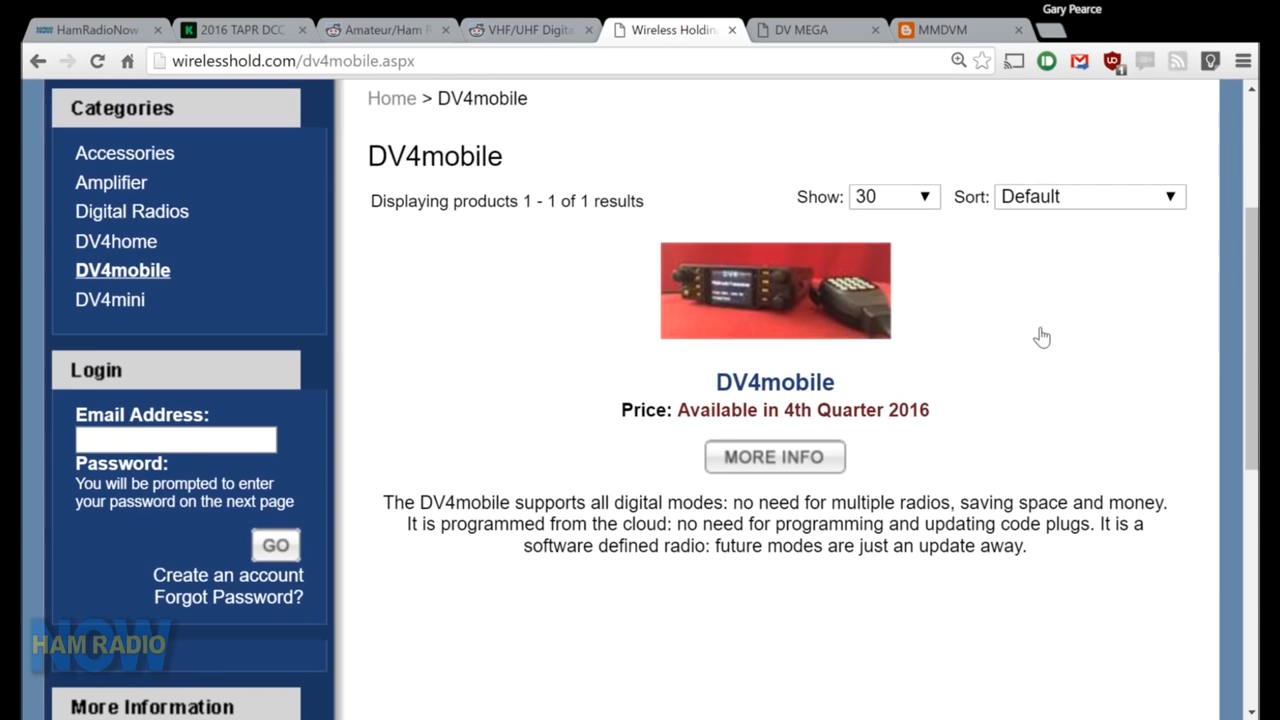 Gary Pearce
HamRadioNow
2016 TAPR DCC
Amateur/Ham R
VHF/UHF Digita
Wireless Holdin
DV MEGA
MMDVM
wirelesshold.com/dv4mobile.aspx
Categories
Accessories
Amplifier
Digital Radios
DV4home
DV4mobile
DV4mini
Login
Email Address:
Password:
You will be prompted to enter
your password on the next page
GO
Create an account
Forgot Password?
HAM RADIO
NOW
More Information
Home > DV4mobile
DV4mobile
Displaying products 1 - 1 of 1 results
Show: 30
Sort: Default
DV4mobile
Price: Available in 4th Quarter 2016
MORE INFO
The DV4mobile supports all digital modes: no need for multiple radios, saving space and money.
It is programmed from the cloud: no need for programming and updating code plugs. It is a
software defined radio: future modes are just an update away.